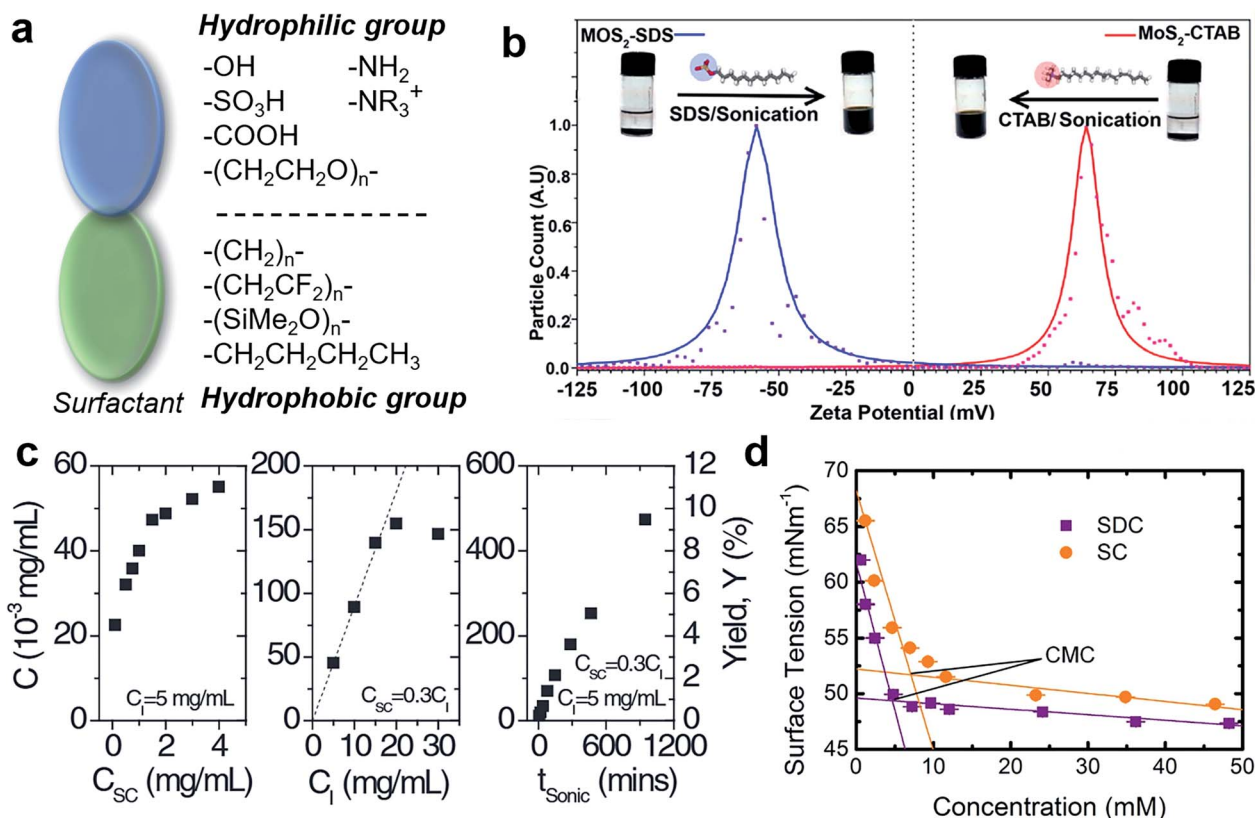 a
Hydrophilic group
-OH -NH2
-SO3H -NR3+
-COOH
-(CH2CH2O)n-
-(CH2)n-
-(CH2CF2)n-
-(SiMe2O)n-
-CH2CH2CH2CH3
Surfactant Hydrophobic group
b
MOS2-SDS
MoS2-CTAB
SDS/Sonication
CTAB/ Sonication
Particle Count (A.U)
1.0
0.8
0.6
0.4
0.2
0.0
-125 -100 -75 -50 -25 0 25 50 75 100 125
Zeta Potential (mV)
c
C (10-3 mg/mL)
60
40
20
0
CI=5 mg/mL
0 2 4
CSC (mg/mL)
200
150
100
50
0
Csc=0.3CI
0 10 20 30
CI (mg/mL)
600
400
200
0
CSC=0.3CI
CI=5 mg/mL
0 600 1200
tSonic (mins)
12
10
8
6
4
2
0
Yield, Y (%)
d
Surface Tension (mNm-1)
70
65
60
55
50
45
SDC
SC
CMC
0 10 20 30 40 50
Concentration (mM)